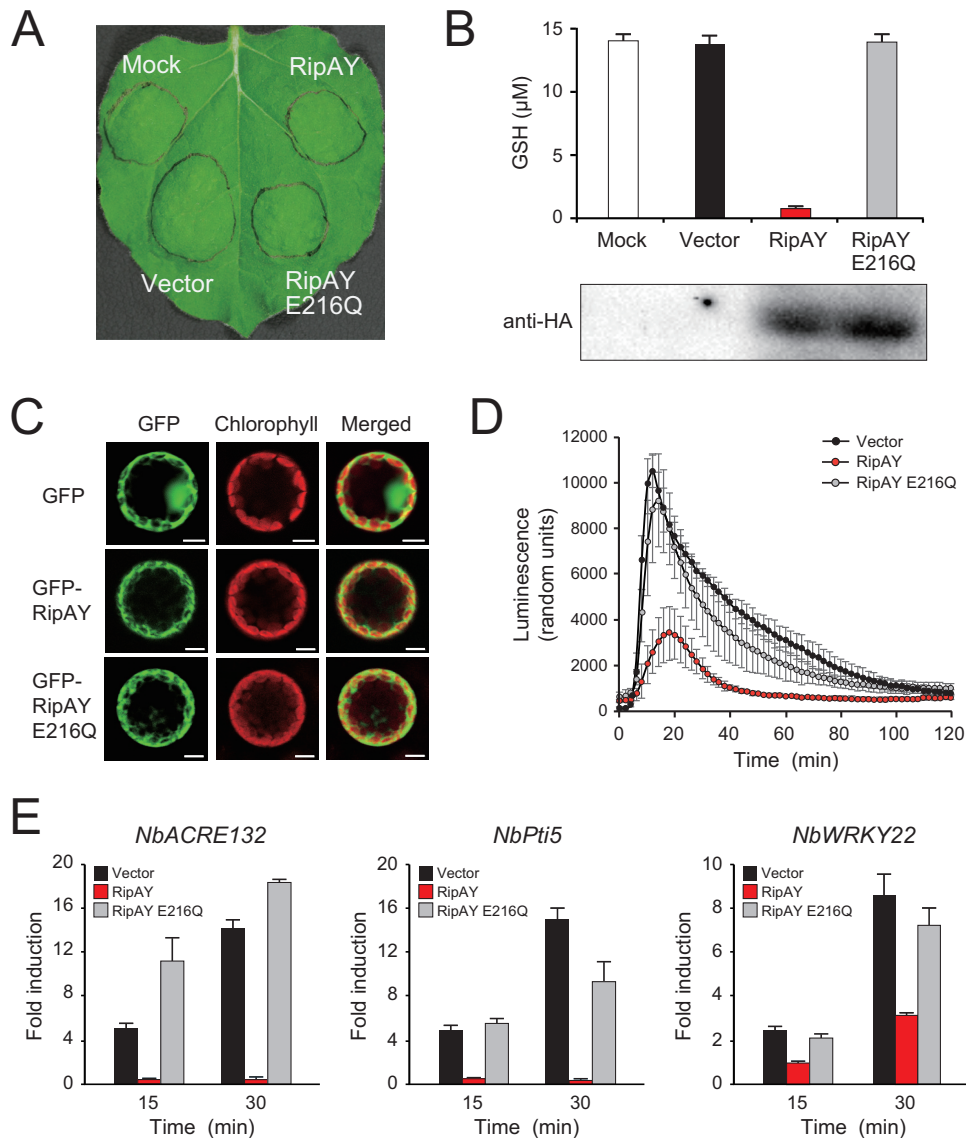 A
Mock
RipAY
Vector
RipAY
E216Q
B
GSH (μM)
15
10
5
0
Mock
Vector
RipAY
RipAY
E216Q
anti-HA
C
GFP
Chlorophyll
Merged
GFP
GFP-
RipAY
GFP-
RipAY
E216Q
D
Luminescence
(random units)
12000
10000
8000
6000
4000
2000
0
Vector
RipAY
RipAY E216Q
0 20 40 60 80 100 120
Time (min)
E
NbACRE132
Fold induction
20
16
12
8
4
0
Vector
RipAY
RipAY E216Q
15 30
Time (min)
NbPti5
Fold induction
20
16
12
8
4
0
Vector
RipAY
RipAY E216Q
15 30
Time (min)
NbWRKY22
Fold induction
10
8
6
4
2
0
Vector
RipAY
RipAY E216Q
15 30
Time (min)